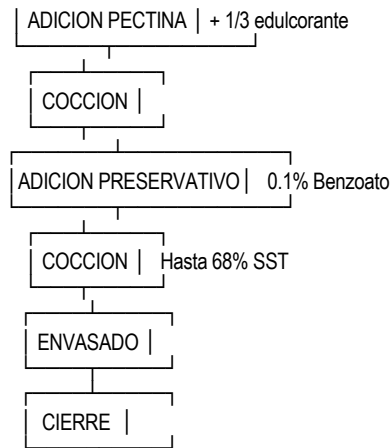 ADICION PECTINA + 1/3 edulcorante
COCCION
ADICION PRESERVATIVO 0.1% Benzoato
COCCION Hasta 68% SST
ENVASADO
CIERRE